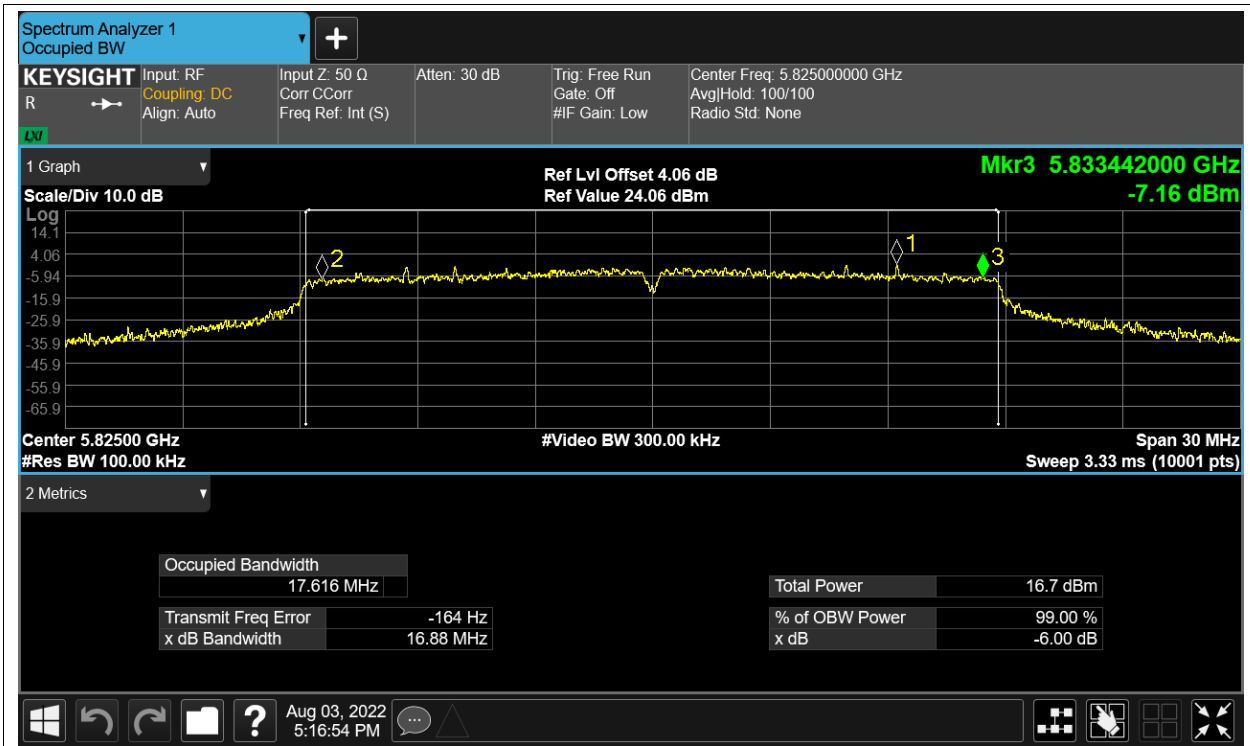 Spectrum Analyzer 1
Occupied BW
KEYSIGHT
R
LXI
Input: RF
Coupling: DC
Align: Auto
Input Z: 50 Ω
Corr CCorr
Freq Ref: Int (S)
Atten: 30 dB
Trig: Free Run
Gate: Off
#IF Gain: Low
Center Freq: 5.825000000 GHz
Avg|Hold: 100/100
Radio Std: None
1 Graph
Scale/Div 10.0 dB
Ref Lvl Offset 4.06 dB
Ref Value 24.06 dBm
Mkr3 5.833442000 GHz
-7.16 dBm
Log
14.1
4.06
-5.94
-15.9
-25.9
-35.9
-45.9
-55.9
-65.9
2
1
3
Center 5.82500 GHz
#Video BW 300.00 kHz
Span 30 MHz
#Res BW 100.00 kHz
Sweep 3.33 ms (10001 pts)
2 Metrics
Occupied Bandwidth
17.616 MHz
Total Power 16.7 dBm
Transmit Freq Error -164 Hz
% of OBW Power 99.00 %
x dB Bandwidth 16.88 MHz
x dB -6.00 dB
?
Aug 03, 2022
5:16:54 PM